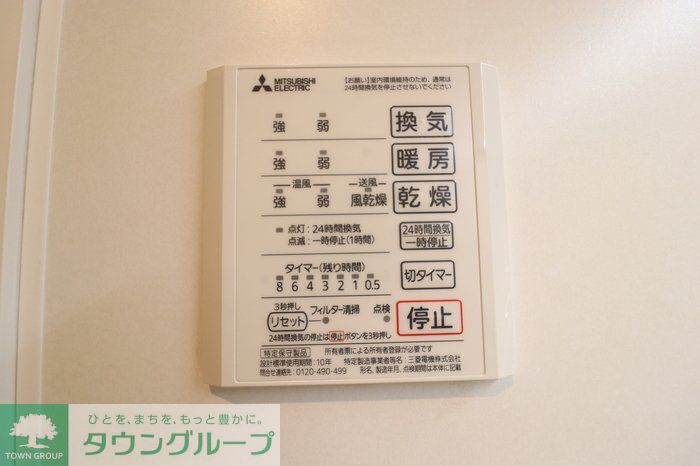 MITSUBISHI
ELECTRIC
【お願い】室内環境維持のため、通常は
24時間換気を停止させないでください
強 弱 換気
強 弱 暖房
温風 送風
強 弱 風乾燥 乾燥
点灯:24時間換気
点滅:一時停止(1時間)
24時間換気
一時停止
タイマー(残り時間)
8 6 4 3 2 1 0.5
切タイマー
3秒押し
リセット フィルター清掃 点検
停止
24時間換気の停止は停止ボタンを3秒押し
特定保守製品 所有者票による所有者登録が必要です
設計標準使用期間:10年 特定製造事業者等名:三菱電機株式会社
問合せ連絡先:0120-490-499 形名、製造年月、点検期間は本体に記載
ひとを、まちを、もっと豊かに。
タウングループ
TOWN GROUP